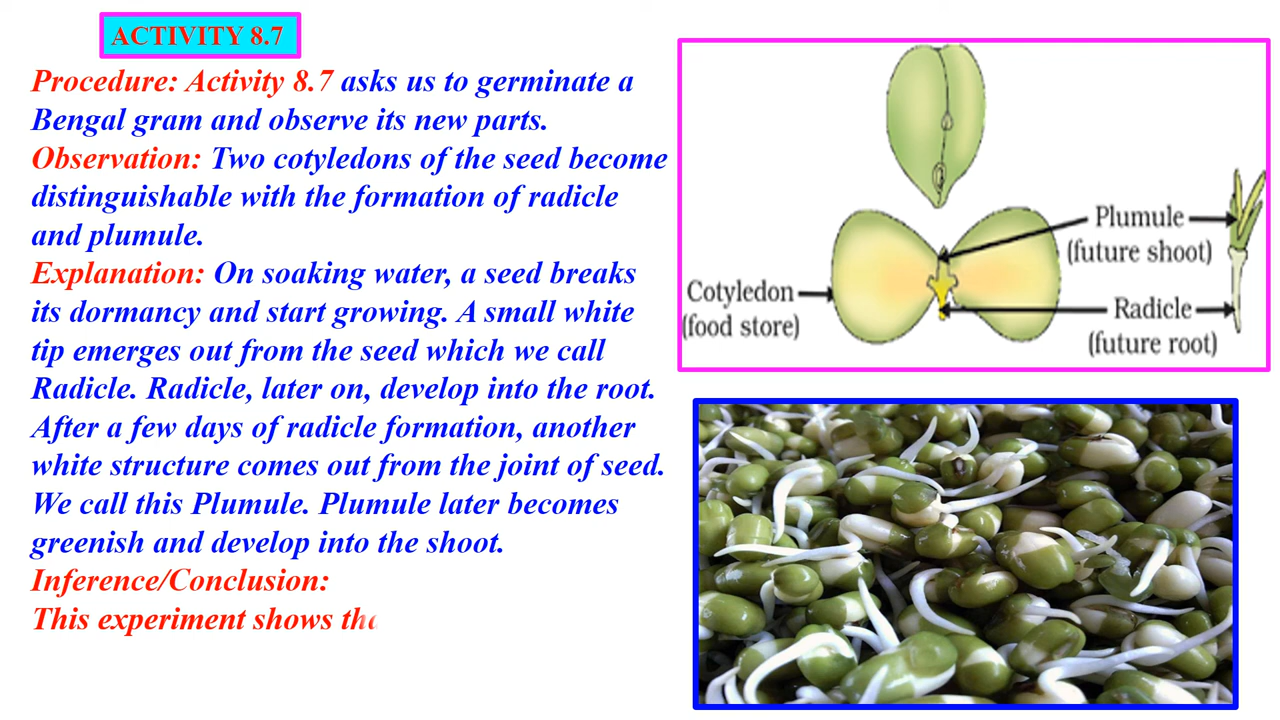 ACTIVITY 8.7
Procedure: Activity 8.7 asks us to germinate a
Bengal gram and observe its new parts.
Observation: Two cotyledons of the seed become
distinguishable with the formation of radicle
and plumule.
Explanation: On soaking water, a seed breaks
its dormancy and start growing. A small white
tip emerges out from the seed which we call
Radicle. Radicle, later on, develop into the root.
After a few days of radicle formation, another
white structure comes out from the joint of seed.
We call this Plumule. Plumule later becomes
greenish and develop into the shoot.
Inference/Conclusion:
This experiment shows
Plumule
(future shoot)
Cotyledon
(food store)
Radicle
(future root)